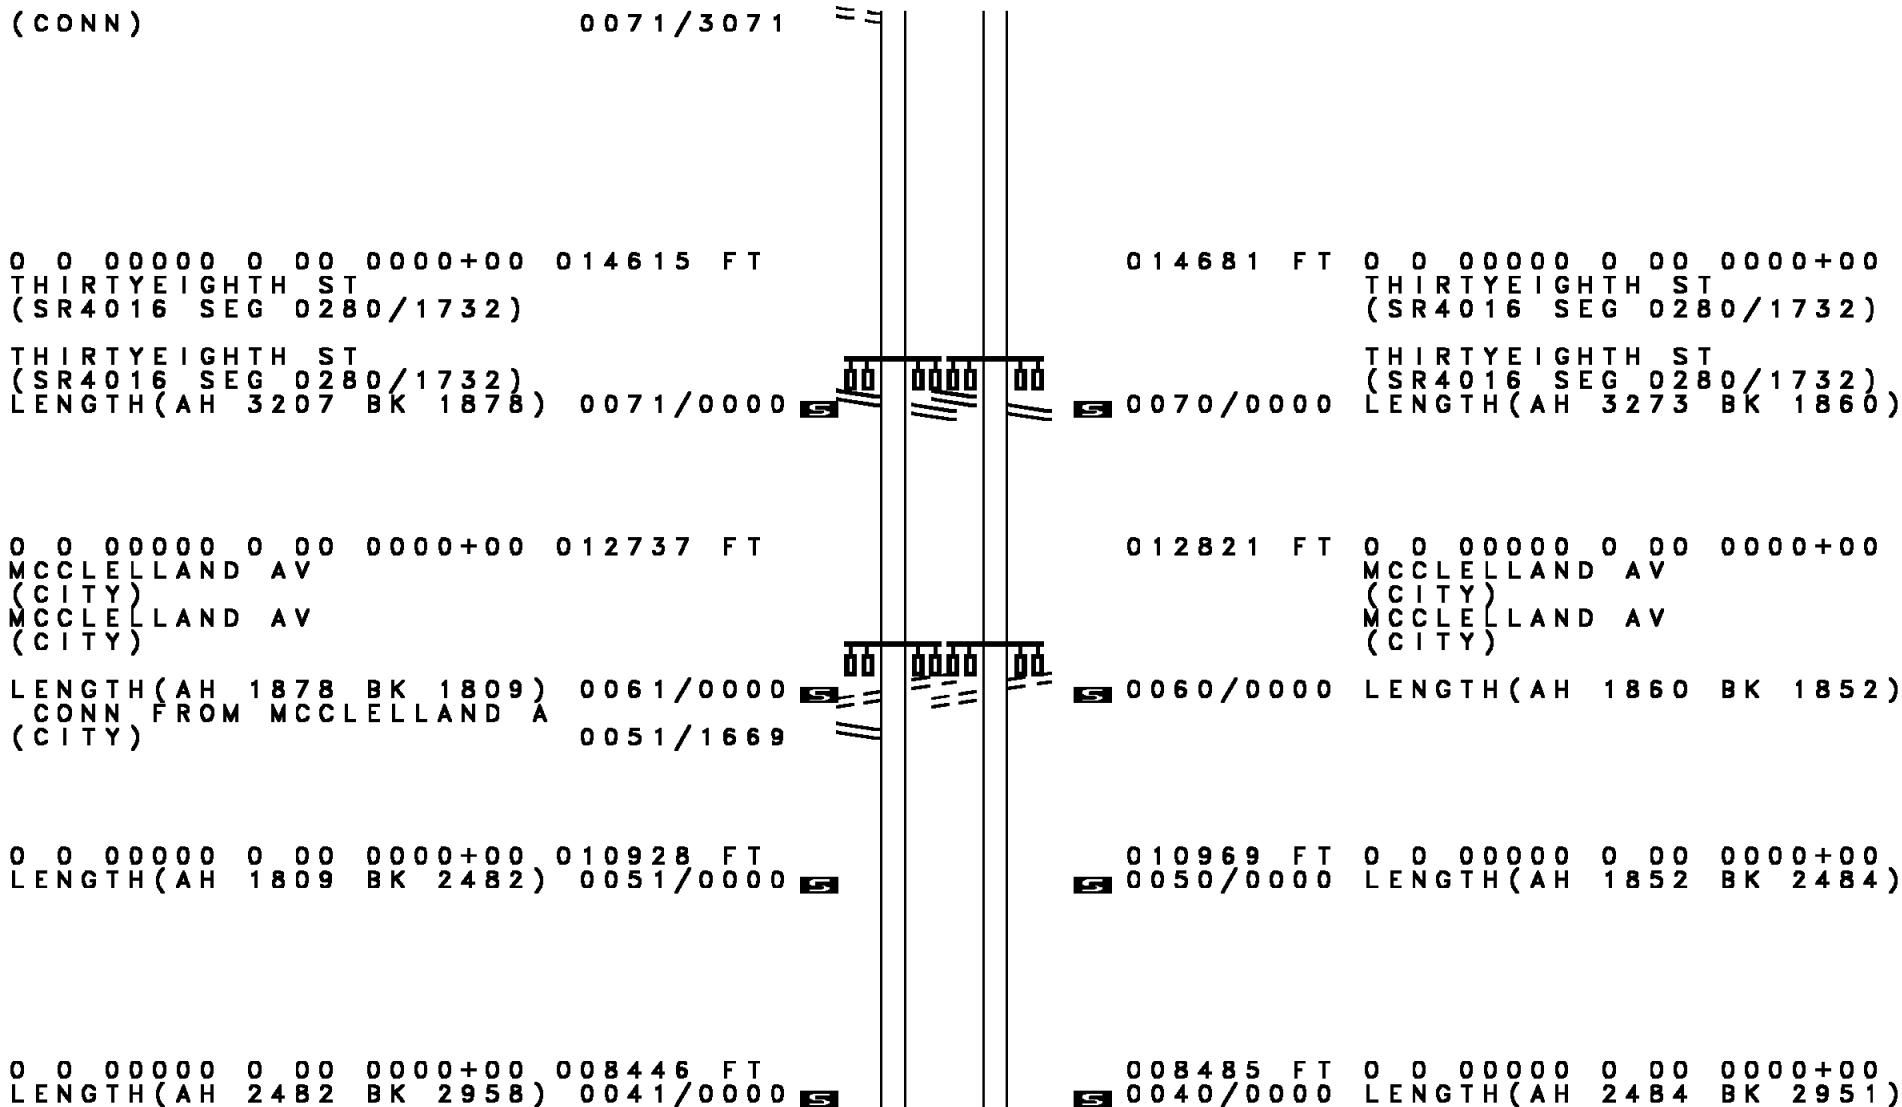 (CONN) 0071/3071
0 0 00000 0 00 0000+00 014615 FT 014681 FT 0 0 00000 0 00 0000+00
THIRTYEIGHTH ST THIRTYEIGHTH ST
(SR4016 SEG 0280/1732) (SR4016 SEG 0280/1732)
THIRTYEIGHTH ST THIRTYEIGHTH ST
(SR4016 SEG 0280/1732) (SR4016 SEG 0280/1732)
LENGTH(AH 3207 BK 1878) 0071/0000 S S 0070/0000 LENGTH(AH 3273 BK 1860)
0 0 00000 0 00 0000+00 012737 FT 012821 FT 0 0 00000 0 00 0000+00
MCCLELLAND AV MCCLELLAND AV
(CITY) (CITY)
MCCLELLAND AV MCCLELLAND AV
(CITY) (CITY)
LENGTH(AH 1878 BK 1809) 0061/0000 S S 0060/0000 LENGTH(AH 1860 BK 1852)
CONN FROM MCCLELLAND A
(CITY) 0051/1669
0 0 00000 0 00 0000+00 010928 FT 010969 FT 0 0 00000 0 00 0000+00
LENGTH(AH 1809 BK 2482) 0051/0000 S S 0050/0000 LENGTH(AH 1852 BK 2484)
0 0 00000 0 00 0000+00 008446 FT 008485 FT 0 0 00000 0 00 0000+00
LENGTH(AH 2482 BK 2958) 0041/0000 S S 0040/0000 LENGTH(AH 2484 BK 2951)